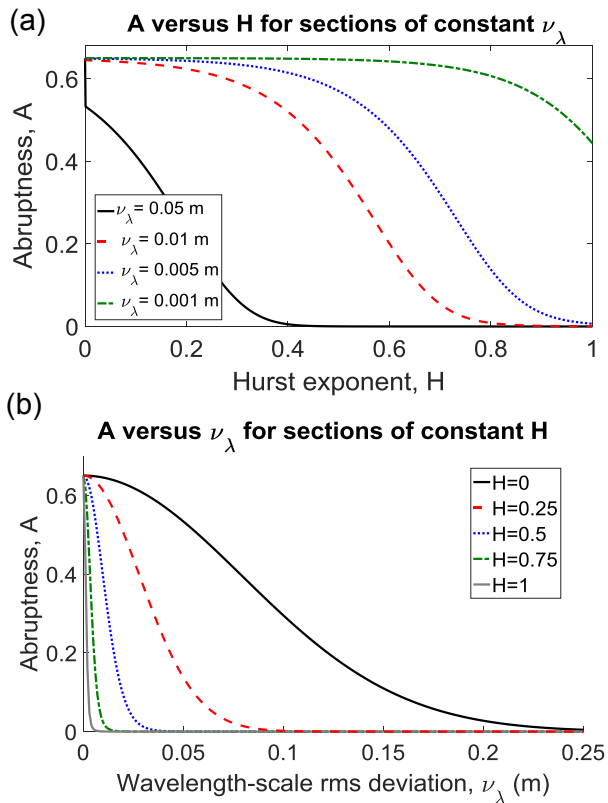 (a)
A versus H for sections of constant ν_λ
Abruptness, A
0.6
0.4
0.2
0
ν_λ= 0.05 m
ν_λ= 0.01 m
ν_λ= 0.005 m
ν_λ= 0.001 m
0 0.2 0.4 0.6 0.8 1
Hurst exponent, H
(b)
A versus ν_λ for sections of constant H
Abruptness, A
0.6
0.4
0.2
0
H=0
H=0.25
H=0.5
H=0.75
H=1
0 0.05 0.1 0.15 0.2 0.25
Wavelength-scale rms deviation, ν_λ (m)